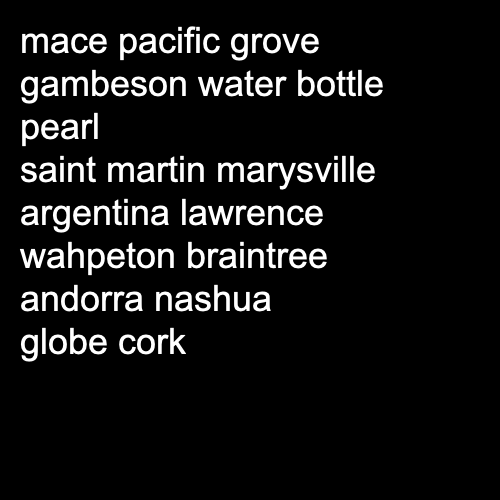 mace pacific grove
gambeson water bottle
pearl
saint martin marysville
argentina lawrence
wahpeton braintree
andorra nashua
globe cork